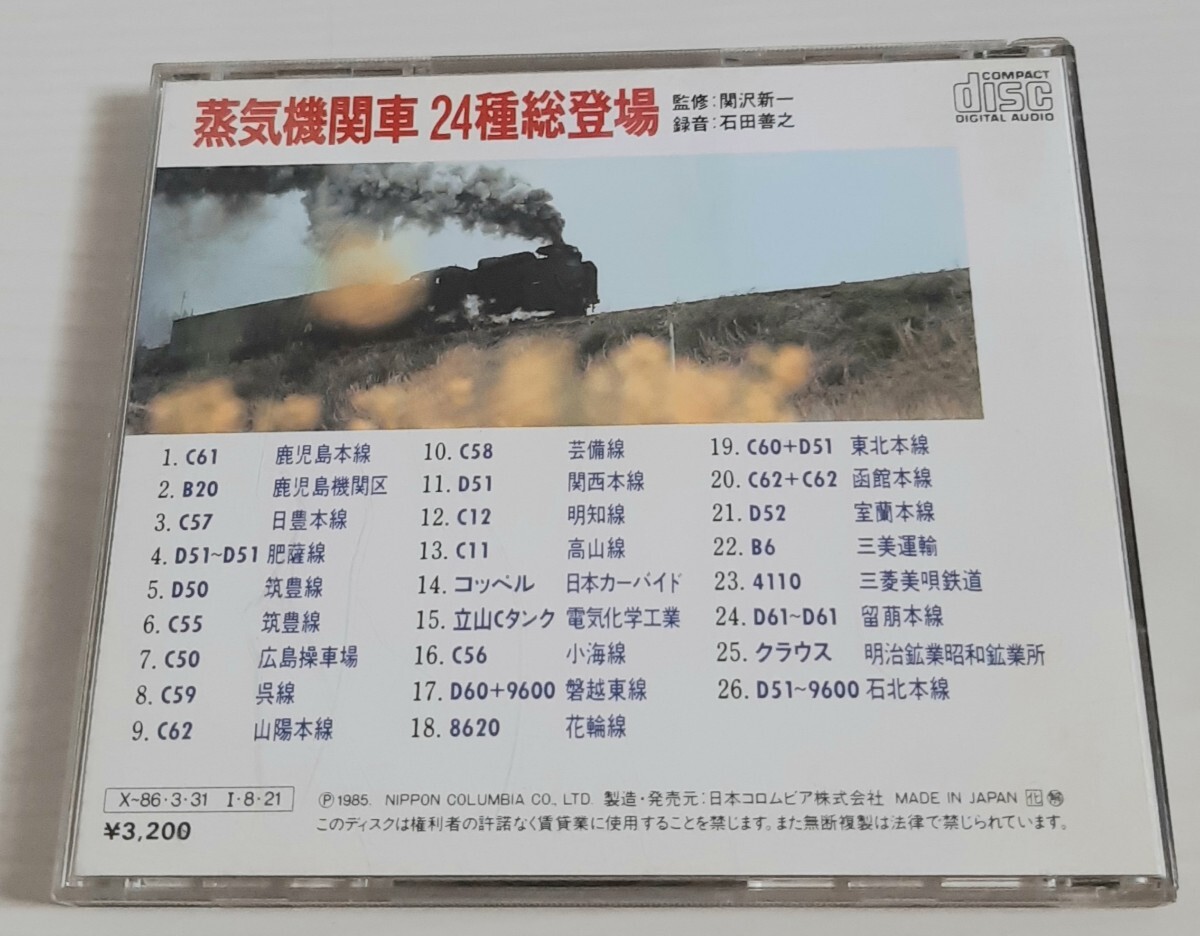 蒸気機関車 24種総登場
監修:関沢新一
録音:石田善之
COMPACT
disc
DIGITAL AUDIO
1. C61 鹿児島本線
2. B20 鹿児島機関区
3. C57 日豊本線
4. D51~D51 肥薩線
5. D50 筑豊線
6. C55 筑豊線
7. C50 広島操車場
8. C59 呉線
9. C62 山陽本線
10. C58 芸備線
11. D51 関西本線
12. C12 明知線
13. C11 高山線
14. コッペル 日本カーバイド
15. 立山Cタンク 電気化学工業
16. C56 小海線
17. D60+9600 磐越東線
18. 8620 花輪線
19. C60+D51 東北本線
20. C62+C62 函館本線
21. D52 室蘭本線
22. B6 三美運輸
23. 4110 三菱美唄鉄道
24. D61~D61 留萠本線
25. クラウス 明治鉱業昭和鉱業所
26. D51~9600 石北本線
X~86·3·31 I·8·21
¥3,200
Ⓟ1985. NIPPON COLUMBIA CO., LTD. 製造·発売元:日本コロムビア株式会社 MADE IN JAPAN
このディスクは権利者の許諾なく賃貸業に使用することを禁じます。また無断複製は法律で禁じられています。